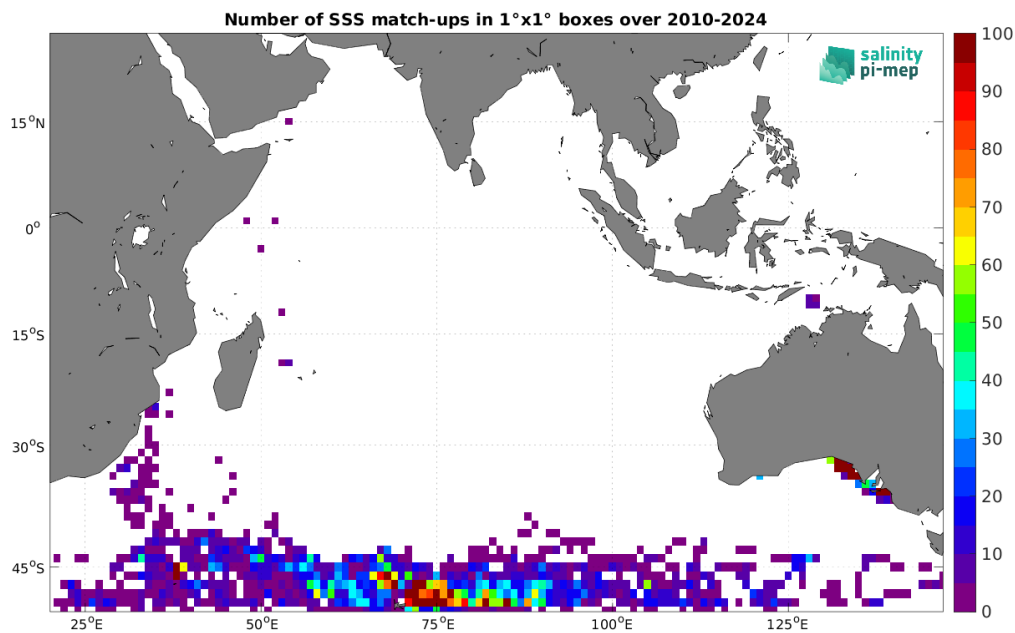 Number of SSS match-ups in 1°x1° boxes over 2010-2024
salinity
pi-mep
15°N
0°
15°S
30°S
45°S
25°E
50°E
75°E
100°E
125°E
100
90
80
70
60
50
40
30
20
10
0